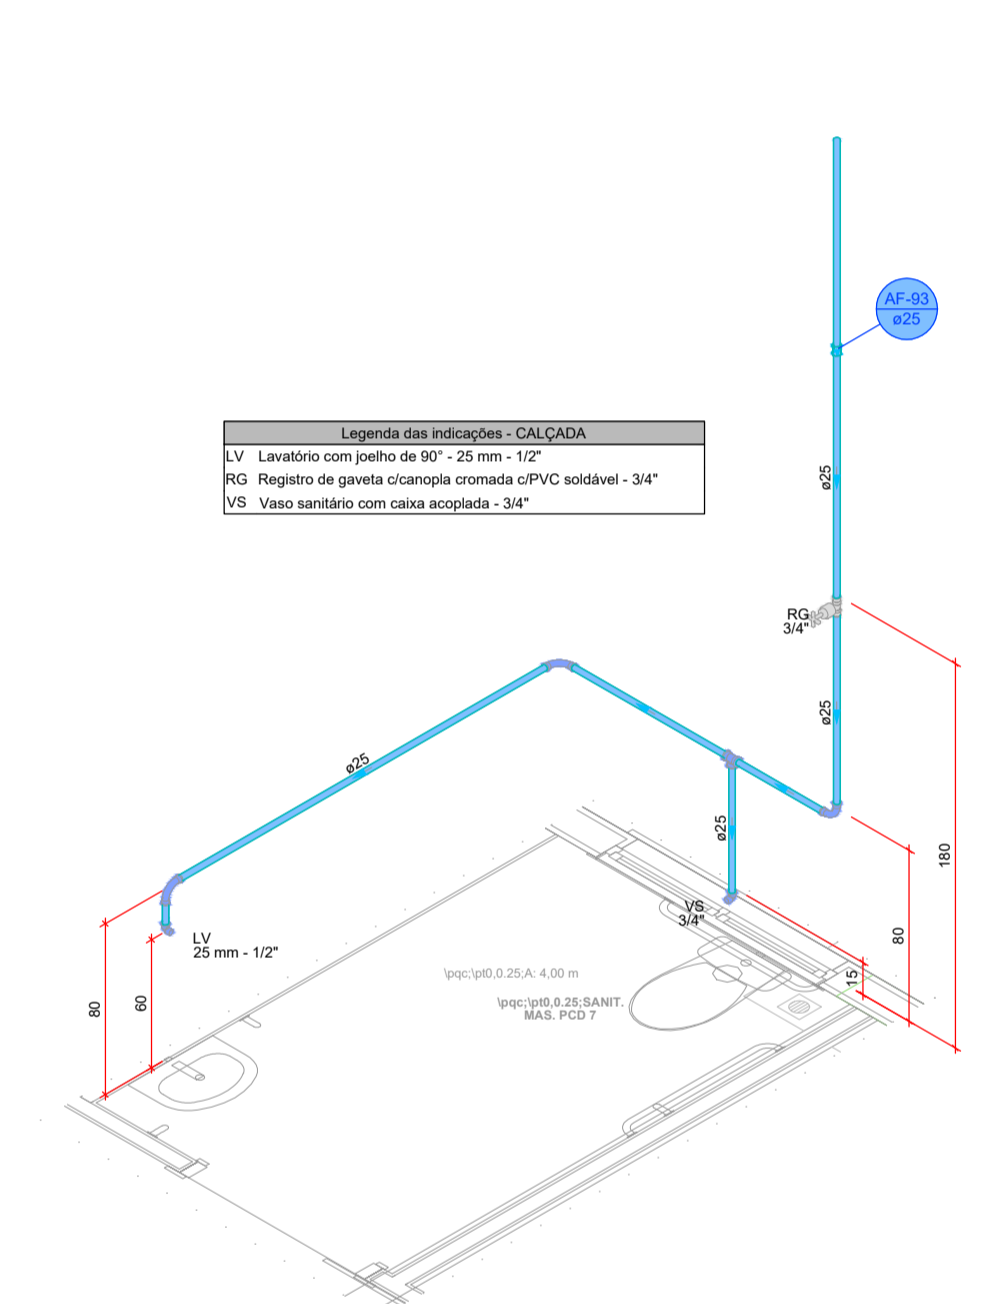 AF-93
ø25
Legenda das indicações - CALÇADA
LV Lavatório com joelho de 90° - 25 mm - 1/2"
RG Registro de gaveta c/canopla cromada c/PVC soldável - 3/4"
VS Vaso sanitário com caixa acoplada - 3/4"
ø25
RG
3/4"
ø25
ø25
ø25
180
VS
3/4"
LV
25 mm - 1/2"
80
15
\pqc;\pt0,0.25;A: 4,00 m
\pqc;\pt0,0.25;SANIT.
MAS. PCD 7
80
60